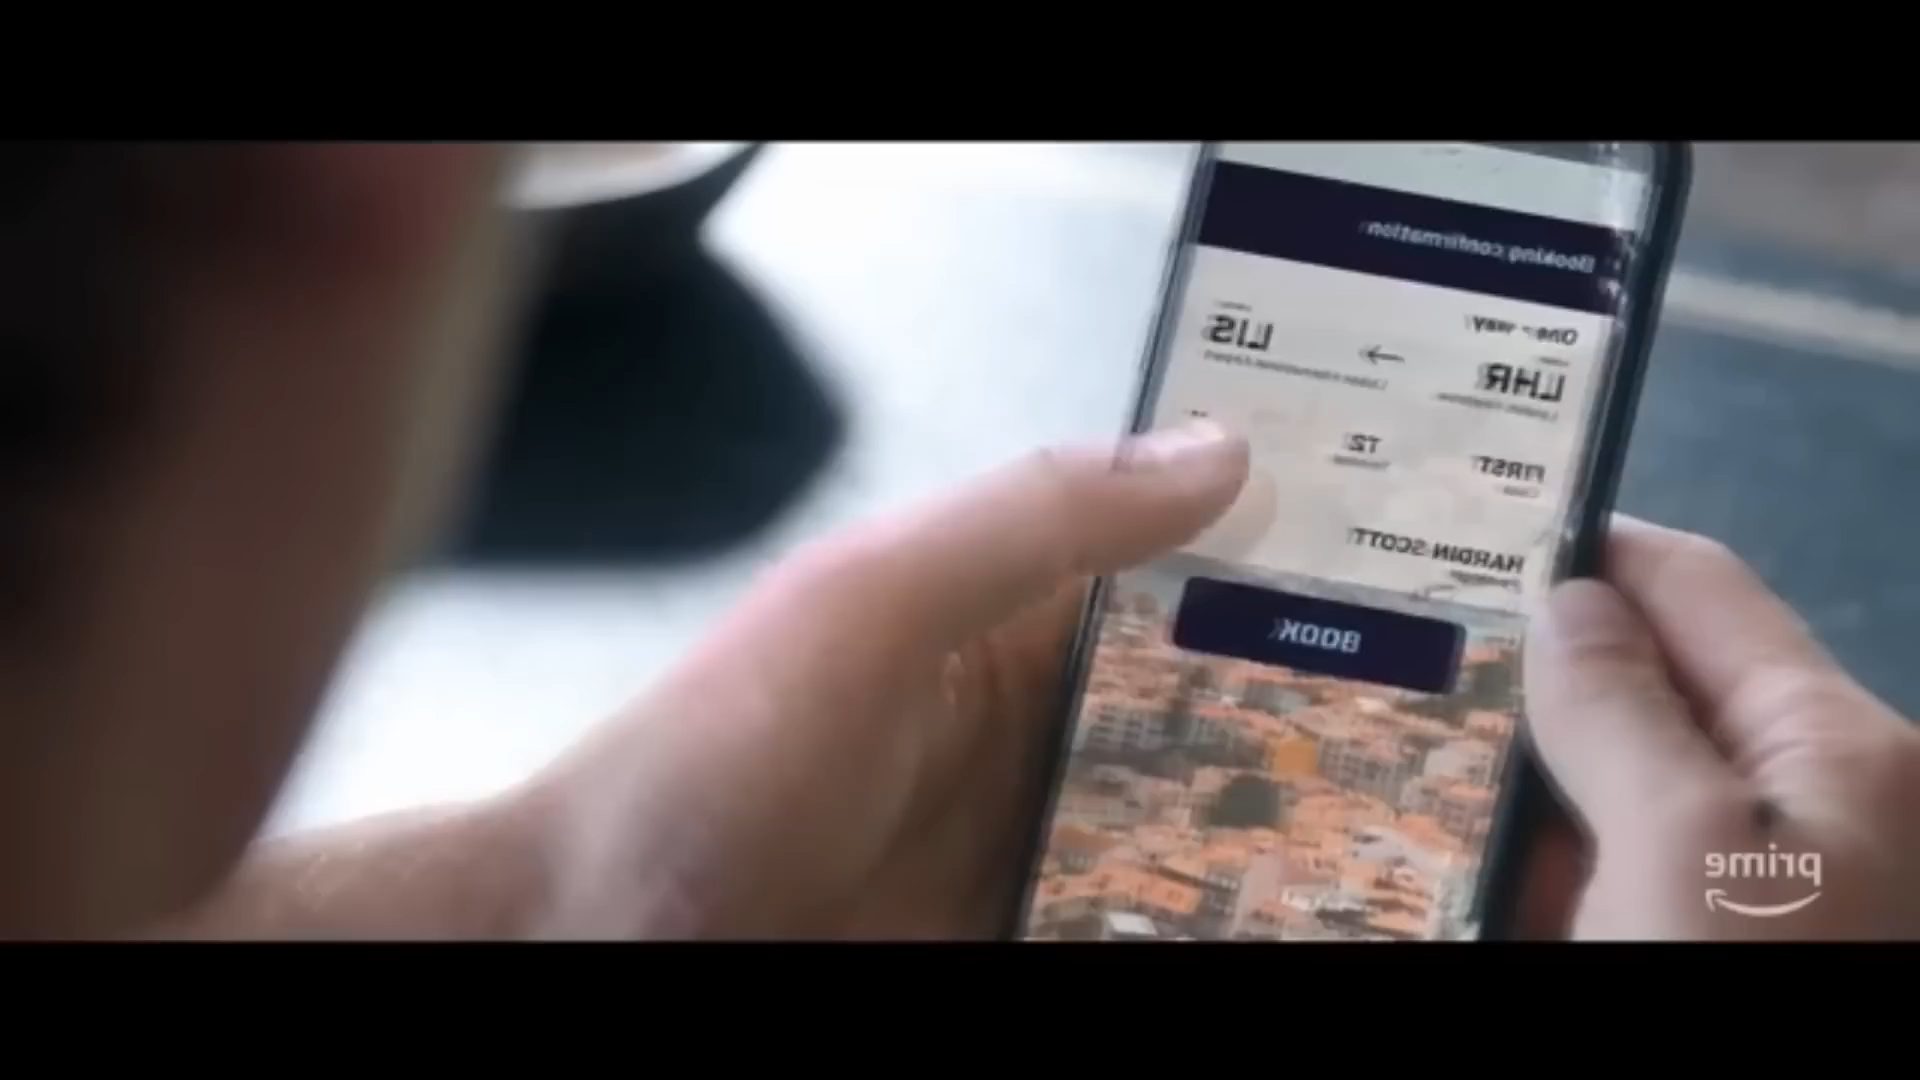 Booking confirmation
One-way
LHR → LIS
FIRST T2
HARDIN SCOTT
BOOK
prime